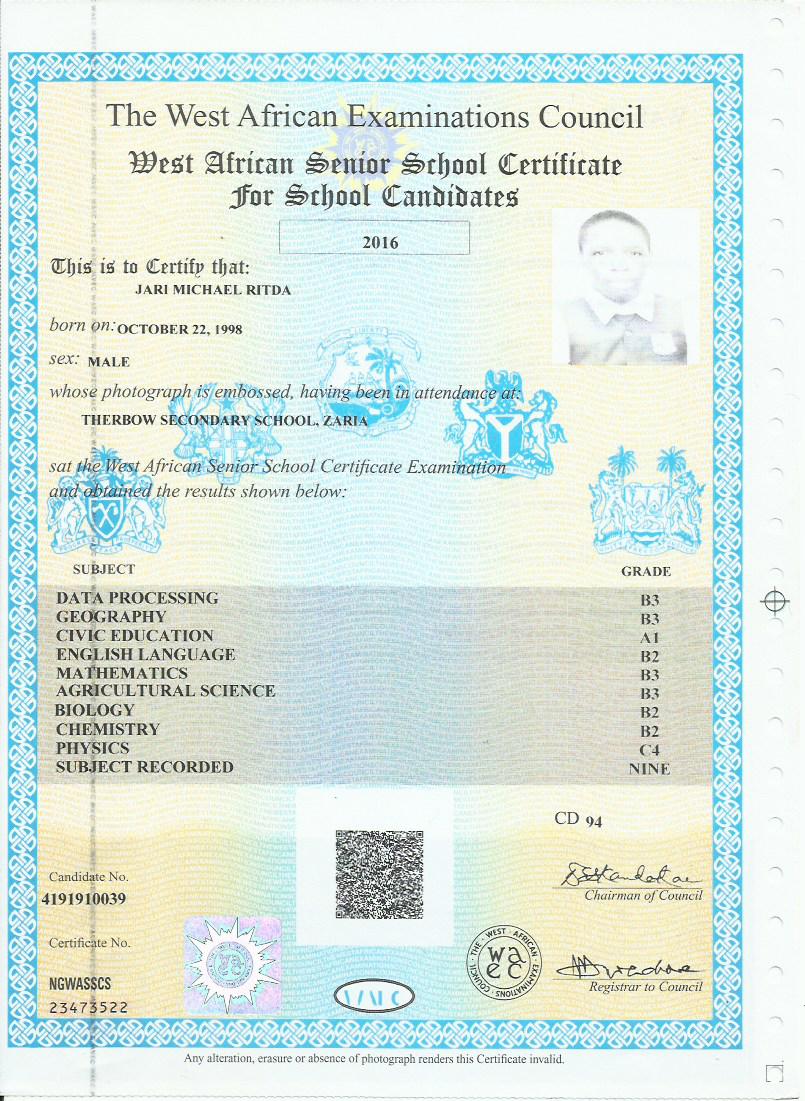 The West African Examinations Council
West African Senior School Certificate
For School Candidates
2016
This is to Certify that:
JARI MICHAEL RITDA
born on: OCTOBER 22, 1998
sex: MALE
whose photograph is embossed, having been in attendance at:
THERBOW SECONDARY SCHOOL, ZARIA
sat the West African Senior School Certificate Examination
and obtained the results shown below:
SUBJECT GRADE
DATA PROCESSING B3
GEOGRAPHY B3
CIVIC EDUCATION A1
ENGLISH LANGUAGE B2
MATHEMATICS B3
AGRICULTURAL SCIENCE B3
BIOLOGY B2
CHEMISTRY B2
PHYSICS C4
SUBJECT RECORDED NINE
CD 94
Candidate No.
4191910039
Chairman of Council
Certificate No.
NGWASSCS
23473522
THE WEST AFRICAN EXAMINATIONS COUNCIL
waec
Registrar to Council
Any alteration, erasure or absence of photograph renders this Certificate invalid.